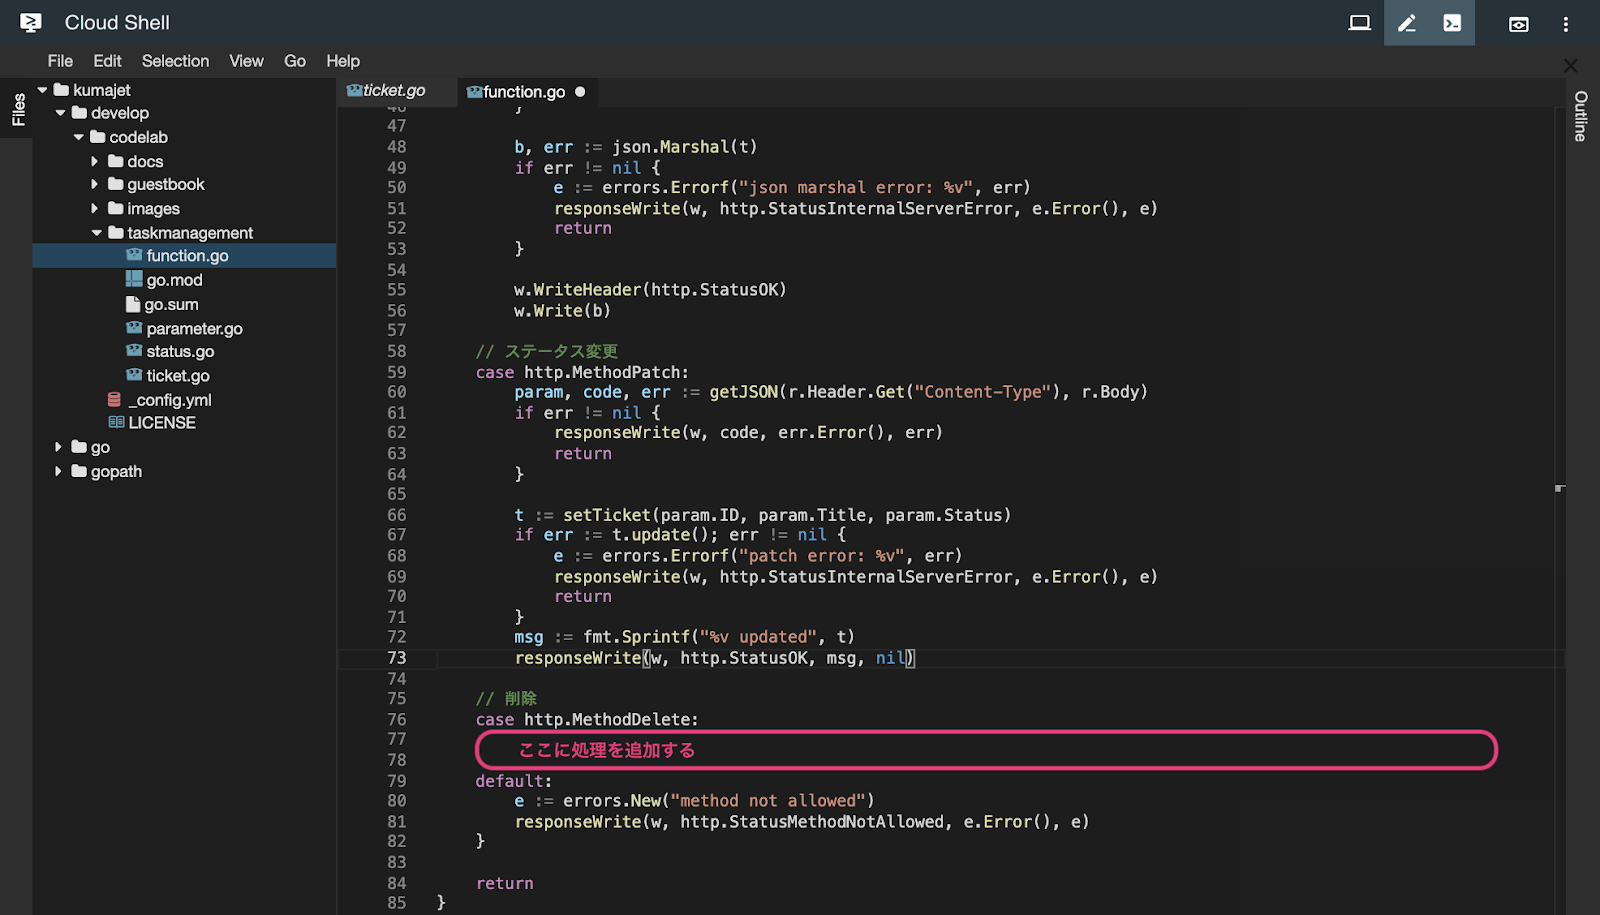 Cloud Shell
File Edit Selection View Go Help
Files
kumajet
develop
codelab
docs
guestbook
images
taskmanagement
function.go
go.mod
go.sum
parameter.go
status.go
ticket.go
_config.yml
LICENSE
go
gopath
ticket.go
function.go
Outline
46 }
47
48 b, err := json.Marshal(t)
49 if err != nil {
50 e := errors.Errorf("json marshal error: %v", err)
51 responseWrite(w, http.StatusInternalServerError, e.Error(), e)
52 return
53 }
54
55 w.WriteHeader(http.StatusOK)
56 w.Write(b)
57
58 // ステータス変更
59 case http.MethodPatch:
60 param, code, err := getJSON(r.Header.Get("Content-Type"), r.Body)
61 if err != nil {
62 responseWrite(w, code, err.Error(), err)
63 return
64 }
65
66 t := setTicket(param.ID, param.Title, param.Status)
67 if err := t.update(); err != nil {
68 e := errors.Errorf("patch error: %v", err)
69 responseWrite(w, http.StatusInternalServerError, e.Error(), e)
70 return
71 }
72 msg := fmt.Sprintf("%v updated", t)
73 responseWrite(w, http.StatusOK, msg, nil)
74
75 // 削除
76 case http.MethodDelete:
77
ここに処理を追加する
78
79 default:
80 e := errors.New("method not allowed")
81 responseWrite(w, http.StatusMethodNotAllowed, e.Error(), e)
82 }
83
84 return
85 }